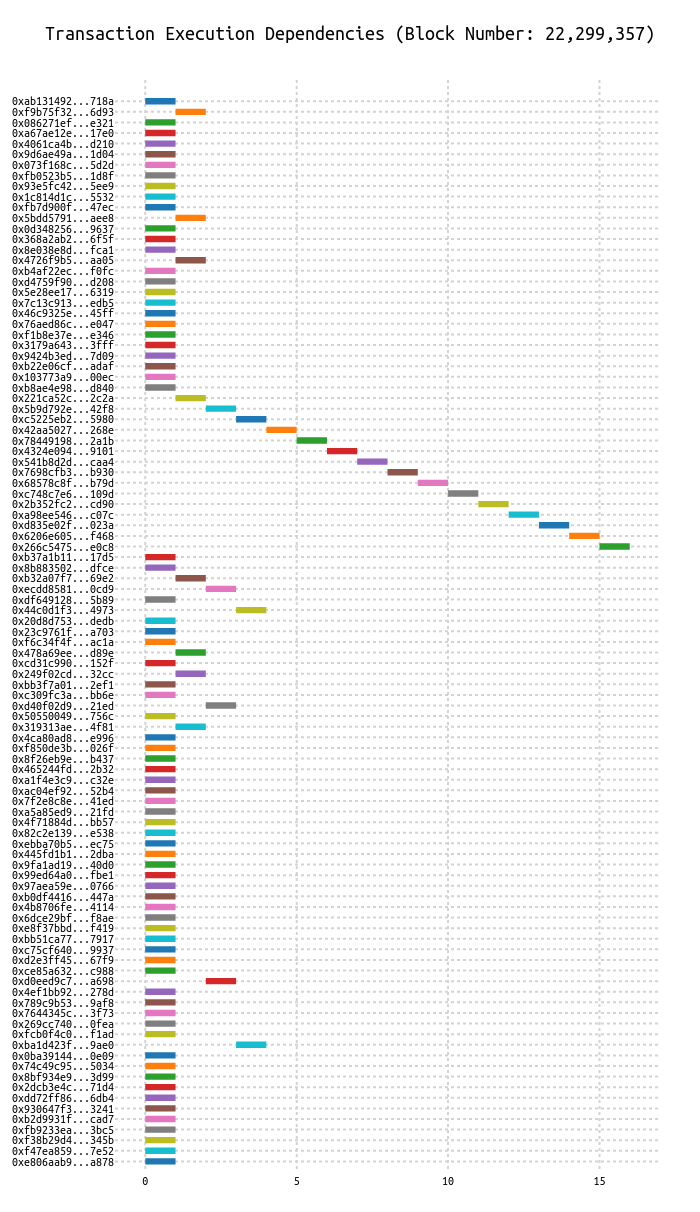 Transaction Execution Dependencies (Block Number: 22,299,357)
0xab131492...718a
0xf9b75f32...6d93
0x086271ef...e321
0xa67ae12e...17e0
0x4061ca4b...d210
0x9d6ae49a...1d04
0x073f168c...5d2d
0xfb0523b5...1d8f
0x93e5fc42...5ee9
0x1c814d1c...5532
0xfb7d900f...47ec
0x5bdd5791...aee8
0x0d348256...9637
0x368a2ab2...6f5f
0x8e038e8d...fca1
0x4726f9b5...aa05
0xb4af22ec...f0fc
0xd4759f90...d208
0x5e28ee17...6319
0x7c13c913...edb5
0x46c9325e...45ff
0x76aed86c...e047
0xf1b8e37e...e346
0x3179a643...3fff
0x9424b3ed...7d09
0xb22e06cf...adaf
0x103773a9...00ec
0xb8ae4e98...d840
0x221ca52c...2c2a
0x5b9d792e...42f8
0xc5225eb2...5980
0x42aa5027...268e
0x78449198...2a1b
0x4324e094...9101
0x541b8d2d...caa4
0x7698cfb3...b930
0x68578c8f...b79d
0xc748c7e6...109d
0x2b352fc2...cd90
0xa98ee546...c07c
0xd835e02f...023a
0x6206e605...f468
0x266c5475...e0c8
0xb37a1b11...17d5
0x8b883502...dfce
0xb32a07f7...69e2
0xecdd8581...0cd9
0xdf649128...5b89
0x44c0d1f3...4973
0x20d8d753...dedb
0x23c9761f...a703
0xf6c34f4f...ac1a
0x478a69ee...d89e
0xcd31c990...152f
0x249f02cd...32cc
0xbb3f7a01...2ef1
0xc309fc3a...bb6e
0xd40f02d9...21ed
0x50550049...756c
0x319313ae...4f81
0x4ca80ad8...e996
0xf850de3b...026f
0x8f26eb9e...b437
0x465244fd...2b32
0xa1f4e3c9...c32e
0xac04ef92...52b4
0x7f2e8c8e...41ed
0xa5a85ed9...21fd
0x4f71884d...bb57
0x82c2e139...e538
0xebba70b5...ec75
0x445fd1b1...2dba
0x9fa1ad19...40d0
0x99ed64a0...fbe1
0x97aea59e...0766
0xb0df4416...447a
0x4b8706fe...4114
0x6dce29bf...f8ae
0xe8f37bbd...f419
0xbb51ca77...7917
0xc75cf640...9937
0xd2e3ff45...67f9
0xce85a632...c988
0xd0eed9c7...a698
0x4ef1bb92...278d
0x789c9b53...9af8
0x7644345c...3f73
0x269cc740...0fea
0xfcb0f4c0...f1ad
0xba1d423f...9ae0
0x0ba39144...0e09
0x74c49c95...5034
0x8bf934e9...3d99
0x2dcb3e4c...71d4
0xdd72ff86...6db4
0x930647f3...3241
0xb2d9931f...cad7
0xfb9233ea...3bc5
0xf38b29d4...345b
0xf47ea859...7e52
0xe806aab9...a878
0 5 10 15